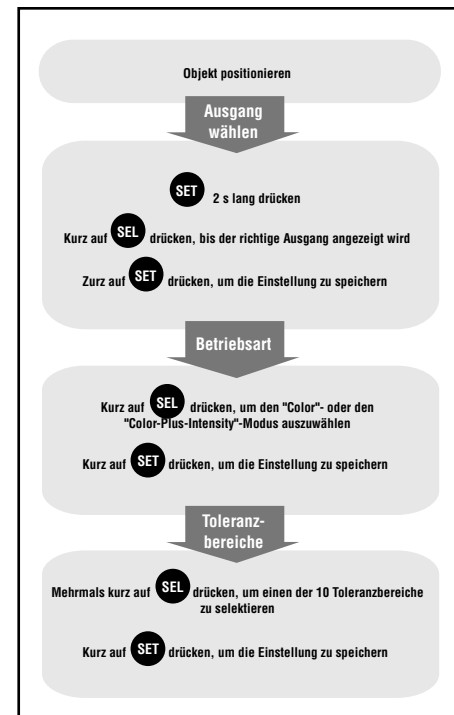 Objekt positionieren
Ausgang
wählen
SET 2 s lang drücken
Kurz auf SEL drücken, bis der richtige Ausgang angezeigt wird
Zurz auf SET drücken, um die Einstellung zu speichern
Betriebsart
Kurz auf SEL drücken, um den "Color"- oder den
"Color-Plus-Intensity"-Modus auszuwählen
Kurz auf SET drücken, um die Einstellung zu speichern
Toleranz-
bereiche
Mehrmals kurz auf SEL drücken, um einen der 10 Toleranzbereiche
zu selektieren
Kurz auf SET drücken, um die Einstellung zu speichern